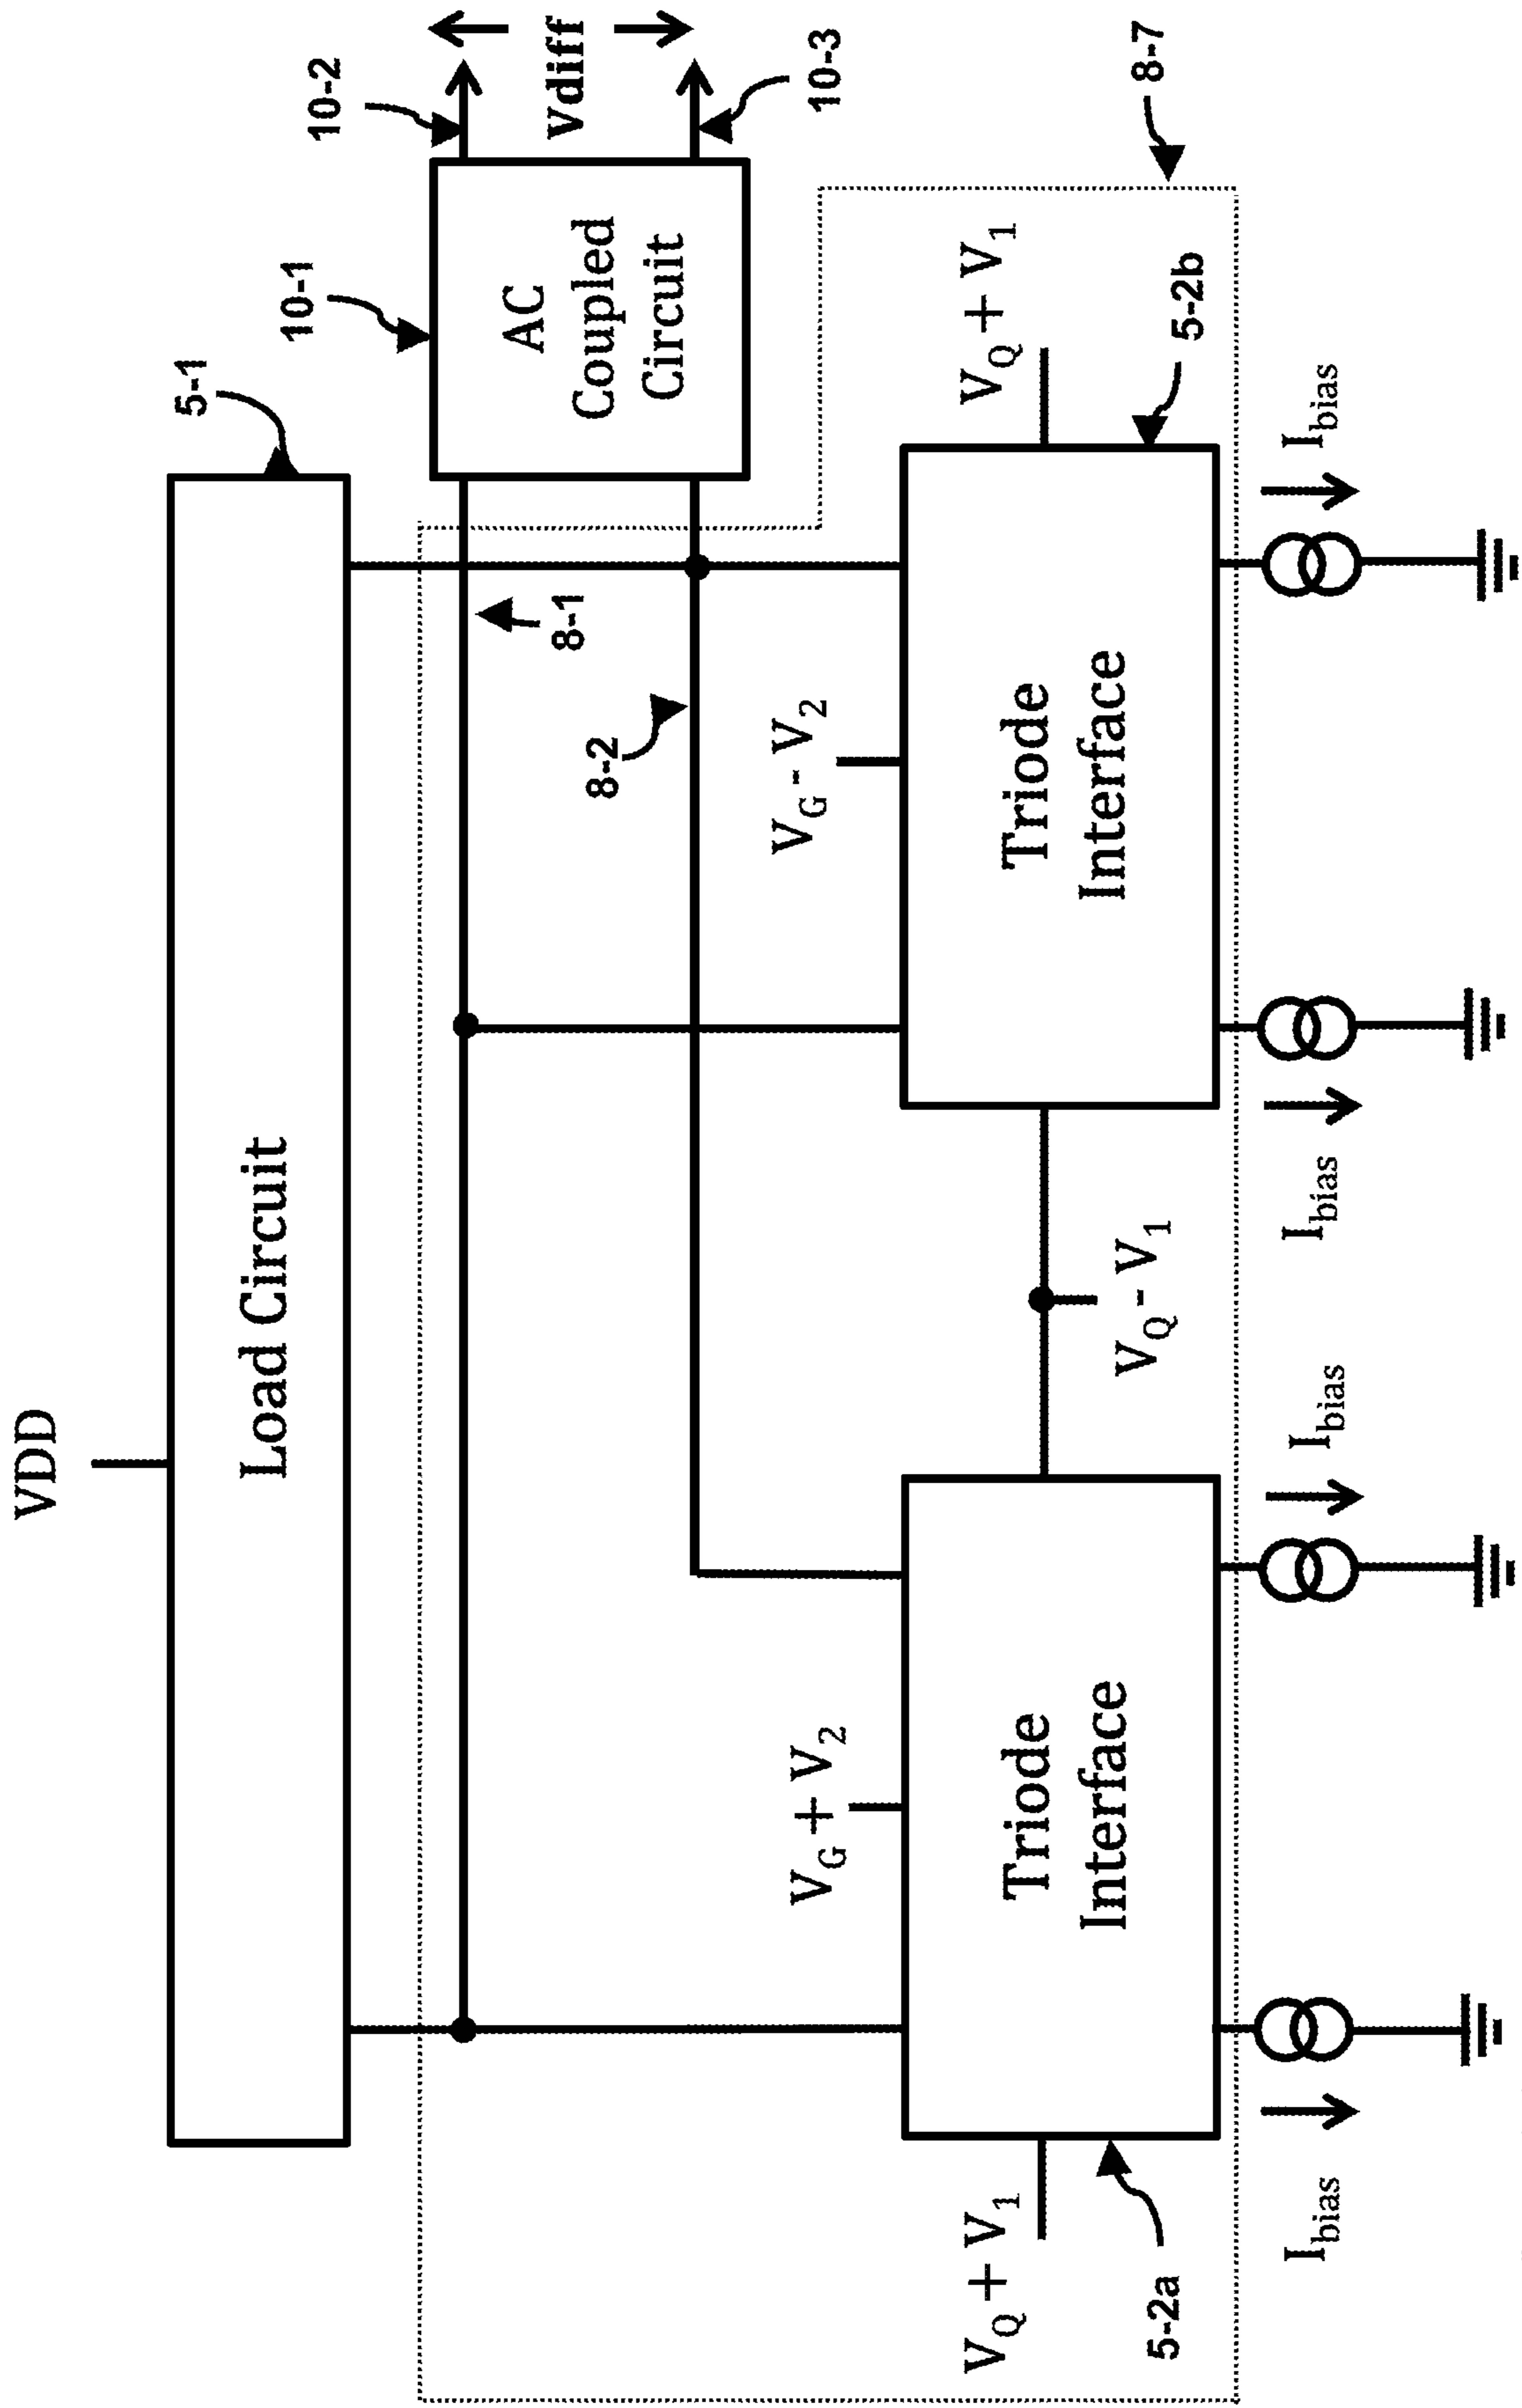 VDD
5-1
Load Circuit
10-1
10-2
AC
Coupled
Circuit
Vdiff
10-3
8-1
8-2
8-7
V_G + V_2
V_G - V_2
V_Q + V_1
Triode
Interface
V_Q - V_1
Triode
Interface
V_Q + V_1
5-2a
5-2b
I_bias
I_bias
I_bias
I_bias